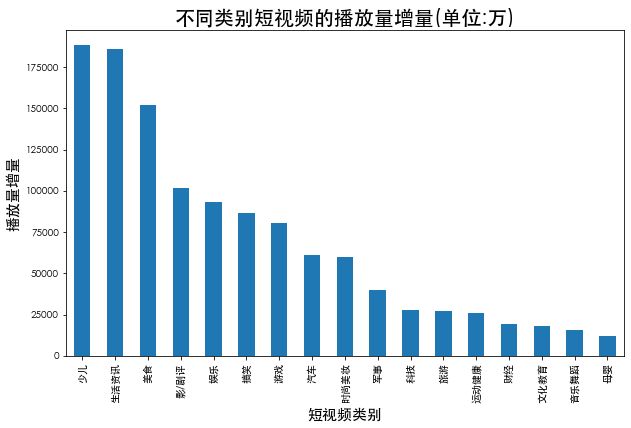 不同类别短视频的播放量增量(单位:万)
播放量增量
175000
150000
125000
100000
75000
50000
25000
0
少儿
生活资讯
美食
影/剧评
娱乐
搞笑
游戏
汽车
时尚美妆
军事
科技
旅游
运动健康
财经
文化教育
音乐舞蹈
母婴
短视频类别